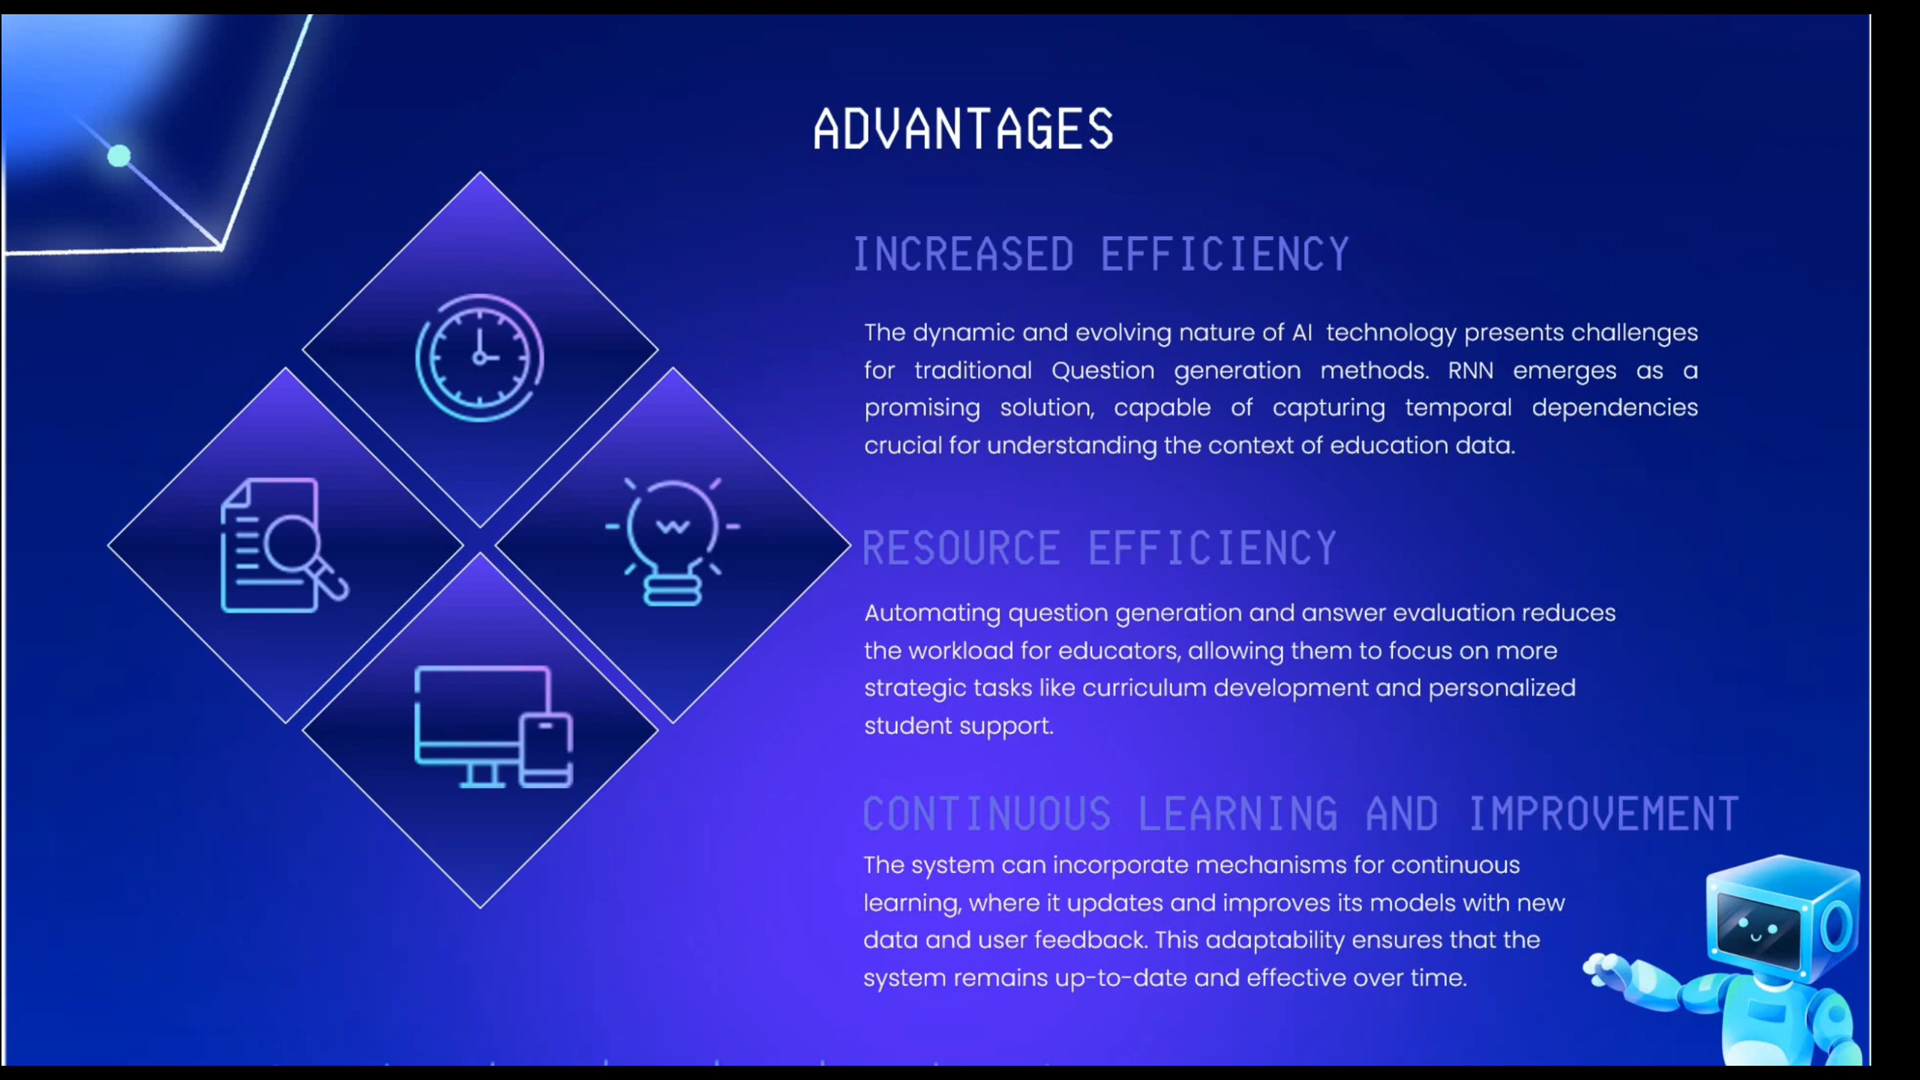 ADVANTAGES
INCREASED EFFICIENCY
The dynamic and evolving nature of AI technology presents challenges
for traditional Question generation methods. RNN emerges as a
promising solution, capable of capturing temporal dependencies
crucial for understanding the context of education data.
RESOURCE EFFICIENCY
Automating question generation and answer evaluation reduces
the workload for educators, allowing them to focus on more
strategic tasks like curriculum development and personalized
student support.
CONTINUOUS LEARNING AND IMPROVEMENT
The system can incorporate mechanisms for continuous
learning, where it updates and improves its models with new
data and user feedback. This adaptability ensures that the
system remains up-to-date and effective over time.